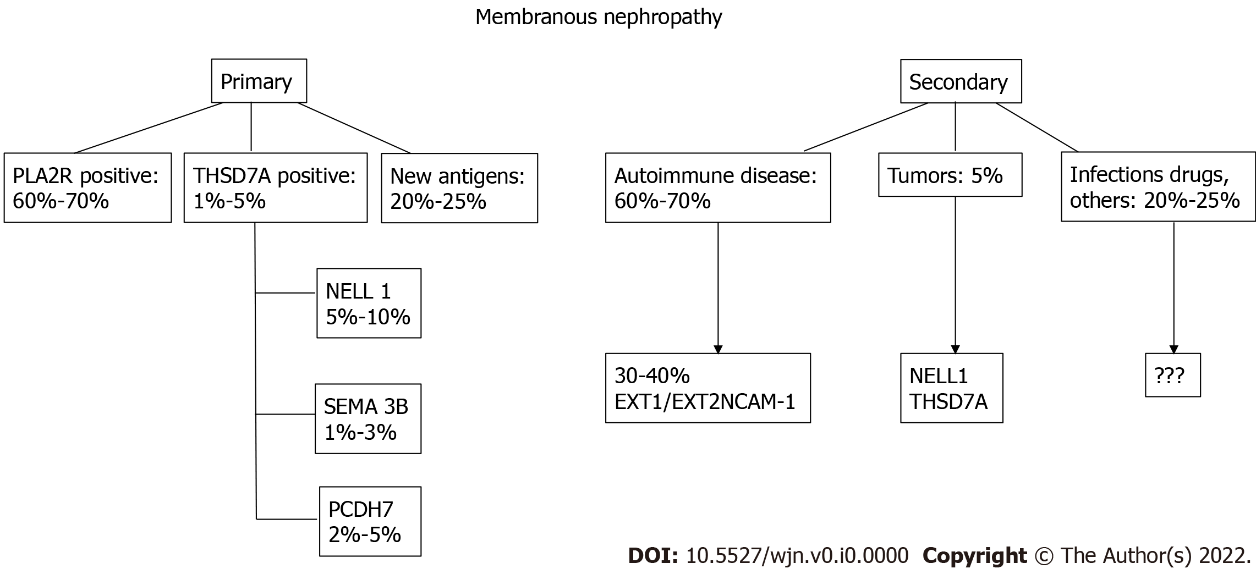 Membranous nephropathy
Primary
Secondary
PLA2R positive:
60%-70%
THSD7A positive:
1%-5%
New antigens:
20%-25%
Autoimmune disease:
60%-70%
Tumors: 5%
Infections drugs,
others: 20%-25%
NELL 1
5%-10%
SEMA 3B
1%-3%
PCDH7
2%-5%
30-40%
EXT1/EXT2NCAM-1
NELL1
THSD7A
???
DOI: 10.5527/wjn.v0.i0.0000 Copyright © The Author(s) 2022.